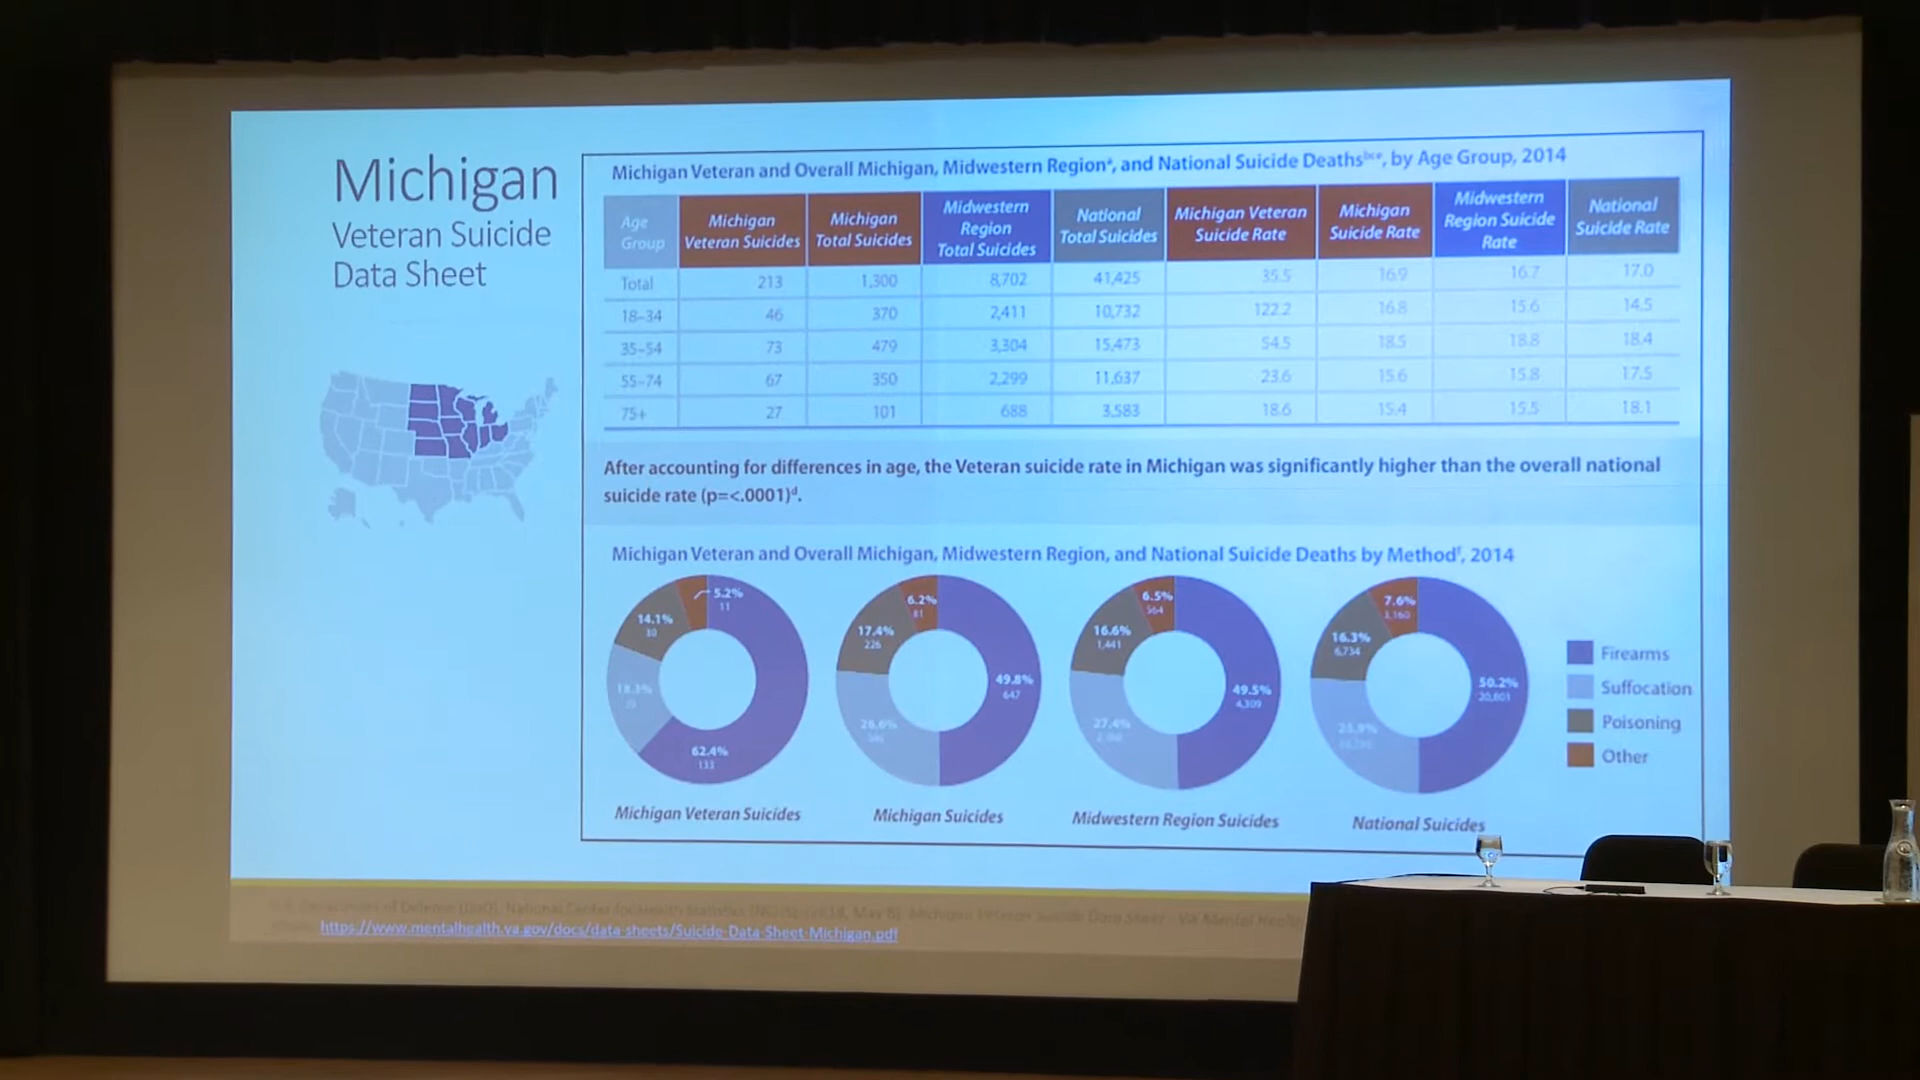 Michigan
Veteran Suicide
Data Sheet
Michigan Veteran and Overall Michigan, Midwestern Regionª, and National Suicide Deathsᵇᶜᵉ, by Age Group, 2014
Age Group	Michigan Veteran Suicides	Michigan Total Suicides	Midwestern Region Total Suicides	National Total Suicides	Michigan Veteran Suicide Rate	Michigan Suicide Rate	Midwestern Region Suicide Rate	National Suicide Rate
Total	213	1,300	8,702	41,425	35.5	16.9	16.7	17.0
18–34	46	370	2,411	10,732	122.2	16.8	15.6	14.5
35–54	73	479	3,304	15,473	54.5	18.5	18.8	18.4
55–74	67	350	2,299	11,637	23.6	15.6	15.8	17.5
75+	27	101	688	3,583	18.6	15.4	15.5	18.1
After accounting for differences in age, the Veteran suicide rate in Michigan was significantly higher than the overall national
suicide rate (p=<.0001)ᵈ.
Michigan Veteran and Overall Michigan, Midwestern Region, and National Suicide Deaths by Methodᶠ, 2014
5.2%
11
14.1%
30
62.4%
133
Michigan Veteran Suicides
6.2%
81
17.4%
226
49.8%
647
26.6%
Michigan Suicides
6.5%
564
16.6%
1,441
49.5%
4,309
27.4%
Midwestern Region Suicides
7.6%
3,160
16.3%
6,734
50.2%
20,801
25.9%
National Suicides
Firearms
Suffocation
Poisoning
Other
https://www.mentalhealth.va.gov/docs/data-sheets/Suicide-Data-Sheet-Michigan.pdf